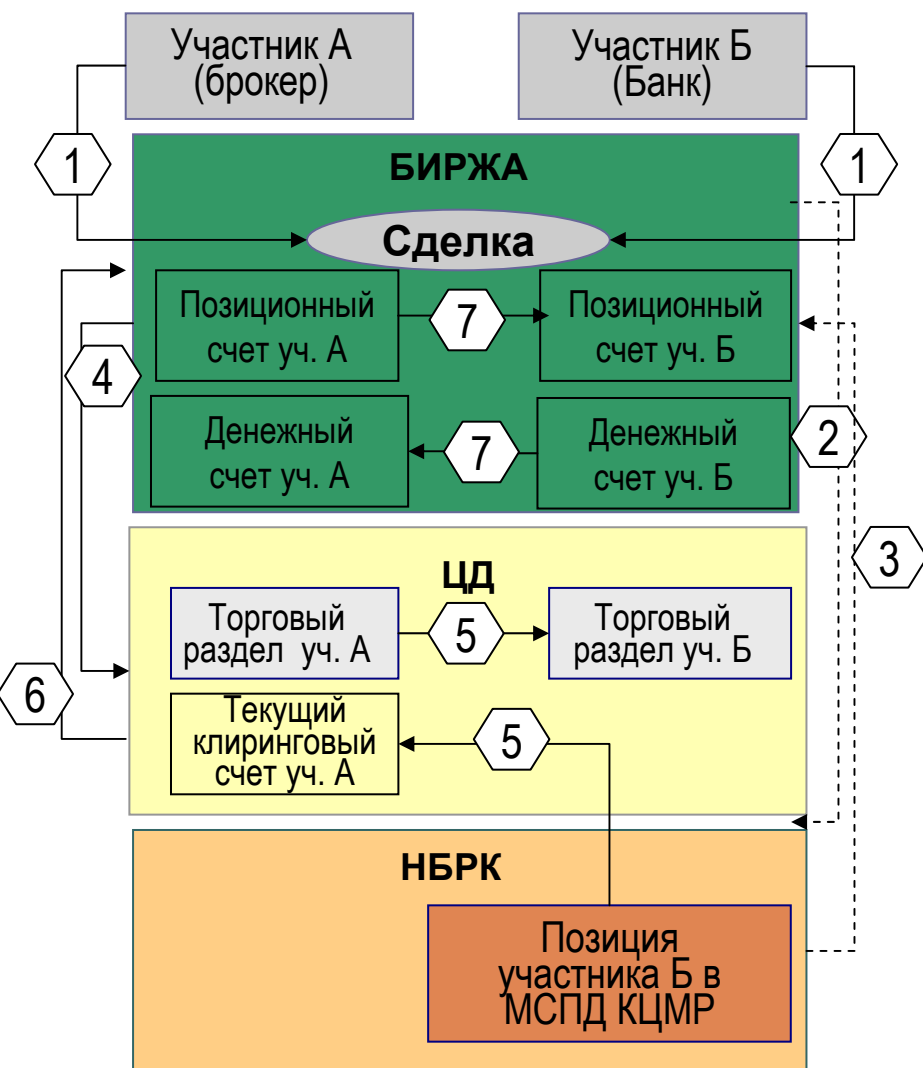 Участник А
(брокер)
Участник Б
(Банк)
1
1
БИРЖА
Сделка
Позиционный
счет уч. А
7
Позиционный
счет уч. Б
4
Денежный
счет уч. А
7
Денежный
счет уч. Б
2
3
ЦД
Торговый
раздел уч. А
5
Торговый
раздел уч. Б
6
Текущий
клиринговый
счет уч. А
5
НБРК
Позиция
участника Б в
МСПД КЦМР